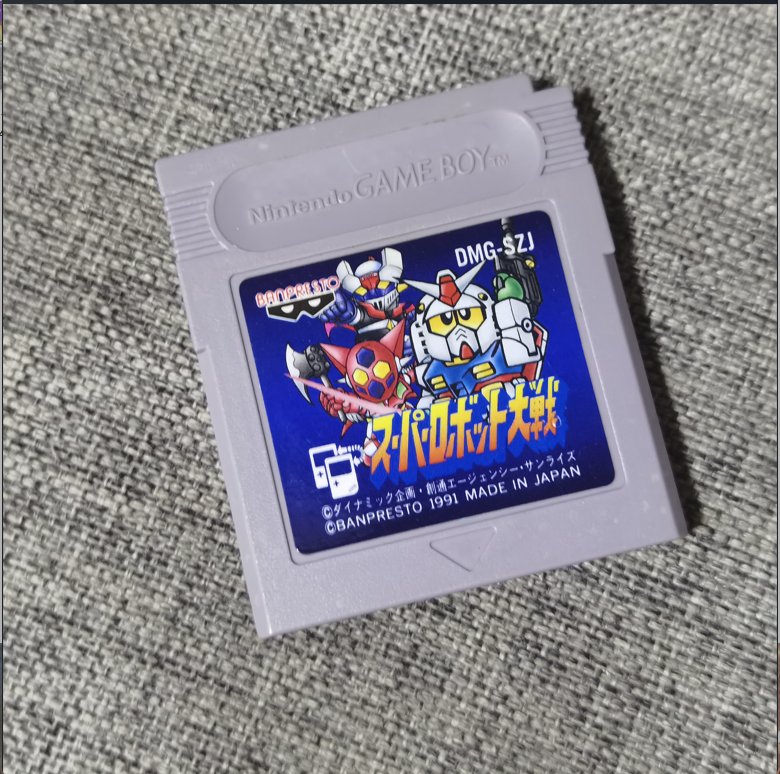 Nintendo GAME BOY TM
DMG-SZJ
BANPRESTO
スーパーロボット大戦
©ダイナミック企画・創通エージェンシー・サンライズ
©BANPRESTO 1991 MADE IN JAPAN